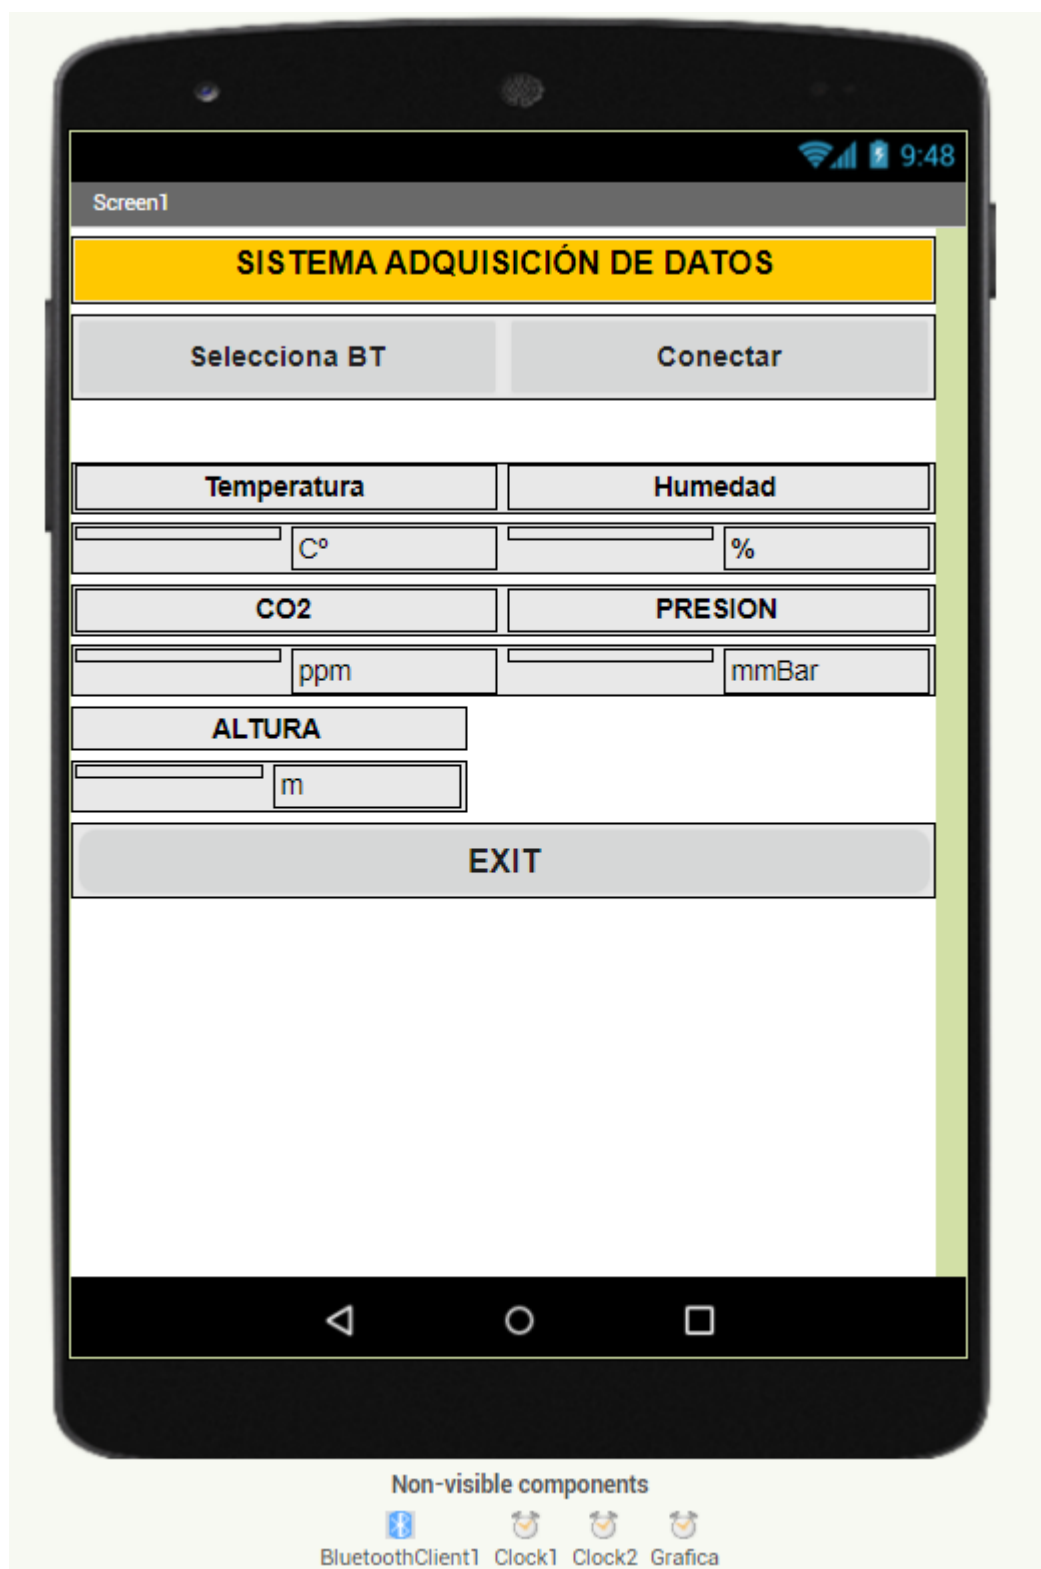 9:48
Screen1
SISTEMA ADQUISICIÓN DE DATOS
Selecciona BT Conectar
Temperatura Humedad
Cº %
CO2 PRESION
ppm mmBar
ALTURA
m
EXIT
Non-visible components
BluetoothClient1 Clock1 Clock2 Grafica